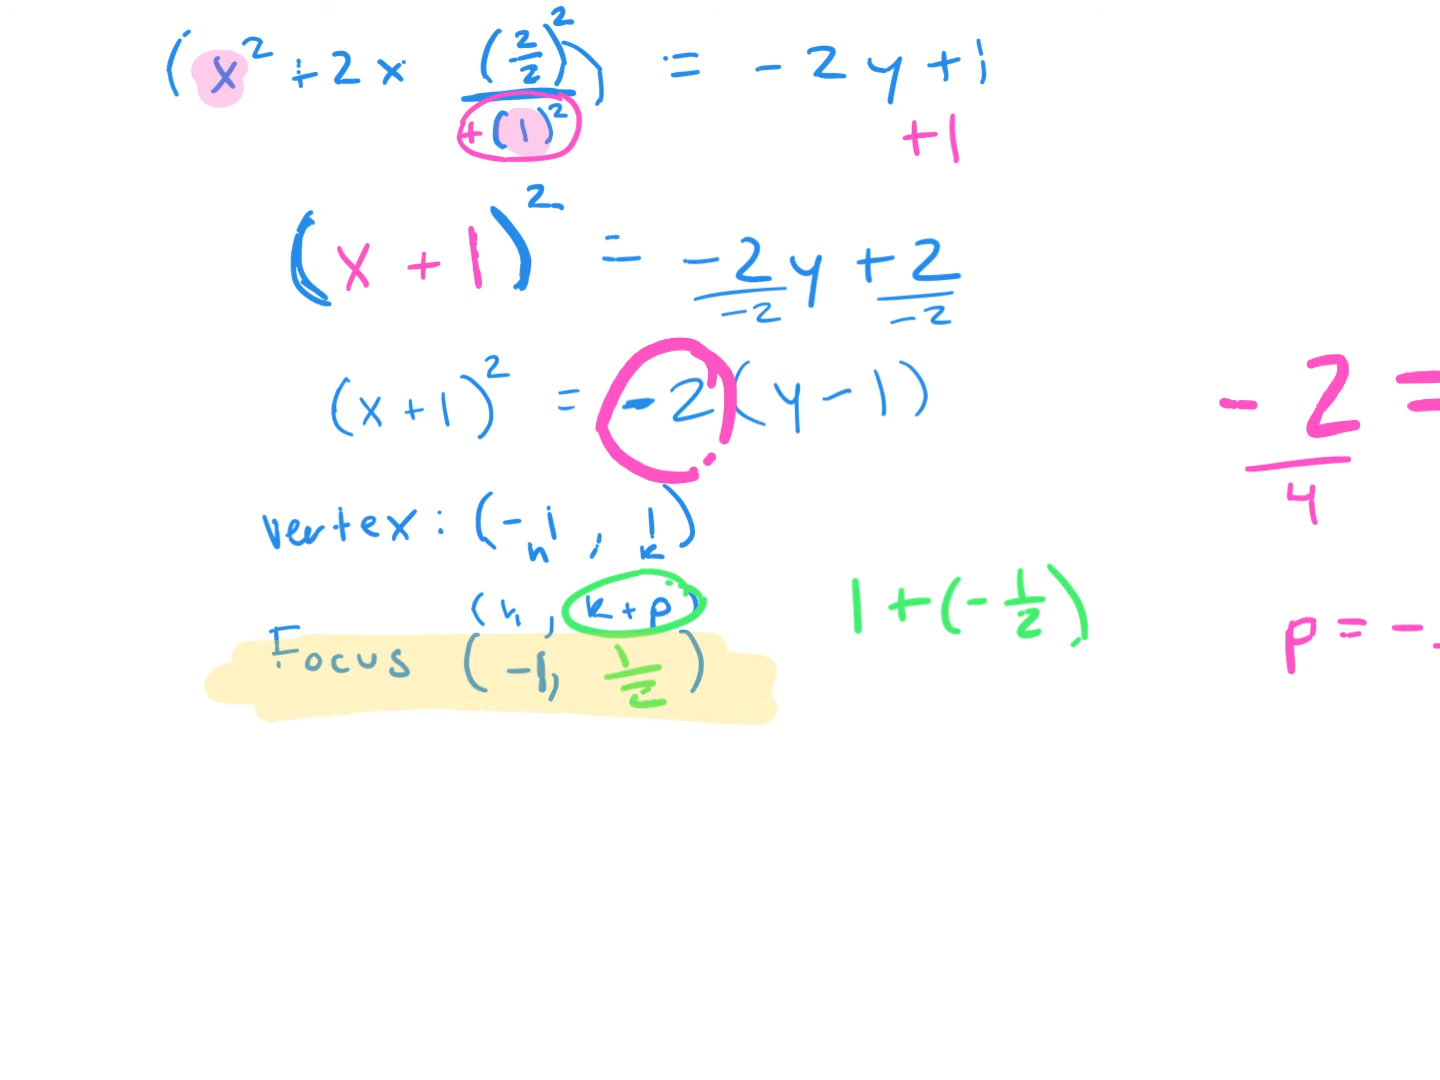 (x² + 2x (2/2)²) = -2y + 1
+(1)² +1
(x + 1)² = -2y + 2
-2 -2
(x + 1)² = -2(y - 1)
-2 =
4
vertex: (-1, 1)
h k
(h, k + p)
1 + (-1/2)
Focus (-1, 1/2)
p = -